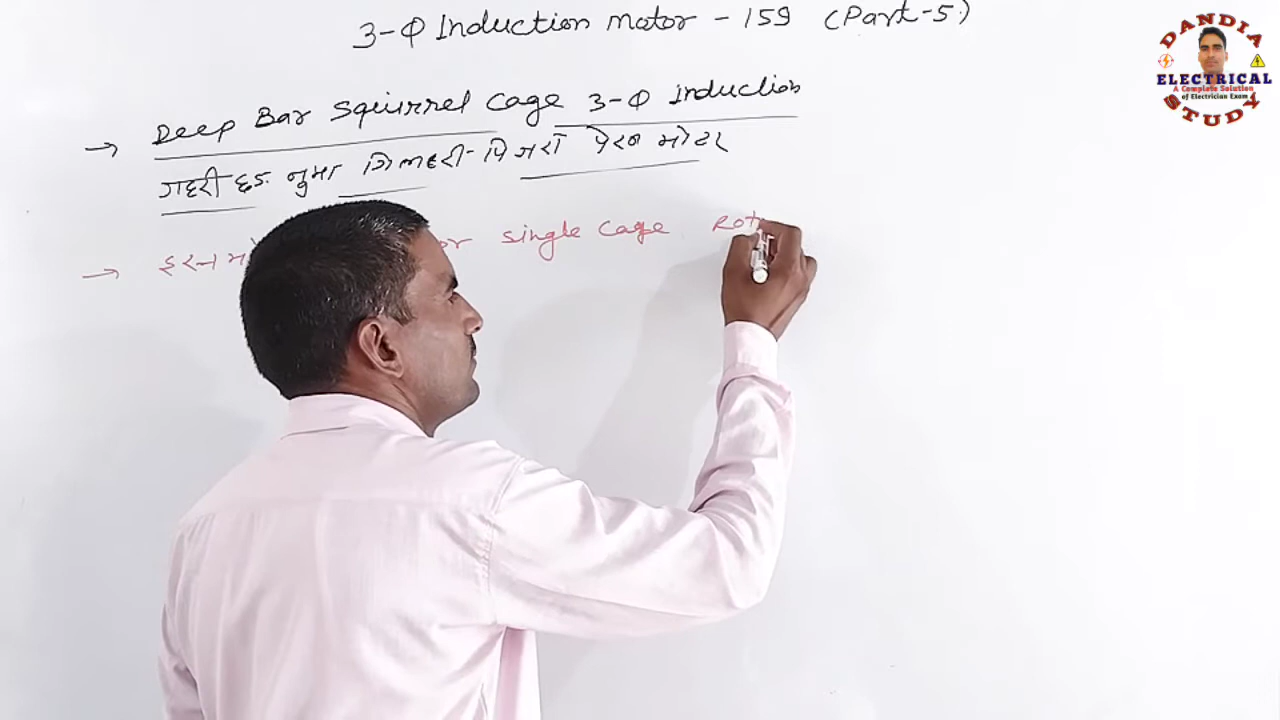 3-Φ Induction Motor - 159 (Part-5)
→ Deep Bar Squirrel Cage 3-Φ Induction
गहरी छड़ नुमा गिलहरी-पिंजरा प्रेरण मोटर
→ single cage Rot
DANDIA
ELECTRICAL
A Complete Solution
of Electrician Exam
STUDY